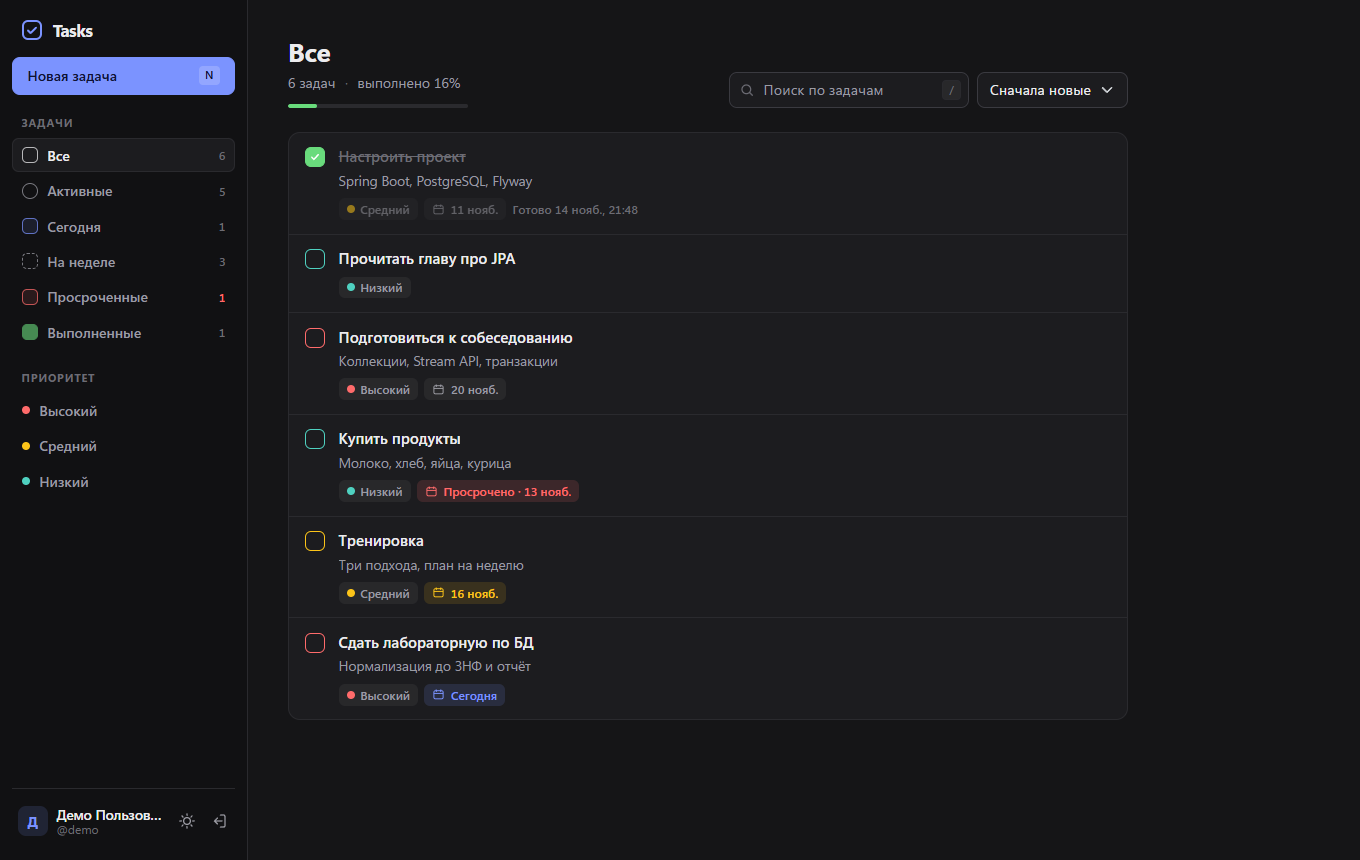 Tasks
Новая задача N
ЗАДАЧИ
Все 6
Активные 5
Сегодня 1
На неделе 3
Просроченные 1
Выполненные 1
ПРИОРИТЕТ
Высокий
Средний
Низкий
Д Демо Пользов...
@demo
Все
6 задач · выполнено 16%
Поиск по задачам /
Сначала новые
Настроить проект
Spring Boot, PostgreSQL, Flyway
Средний 11 нояб. Готово 14 нояб., 21:48
Прочитать главу про JPA
Низкий
Подготовиться к собеседованию
Коллекции, Stream API, транзакции
Высокий 20 нояб.
Купить продукты
Молоко, хлеб, яйца, курица
Низкий Просрочено · 13 нояб.
Тренировка
Три подхода, план на неделю
Средний 16 нояб.
Сдать лабораторную по БД
Нормализация до 3НФ и отчёт
Высокий Сегодня